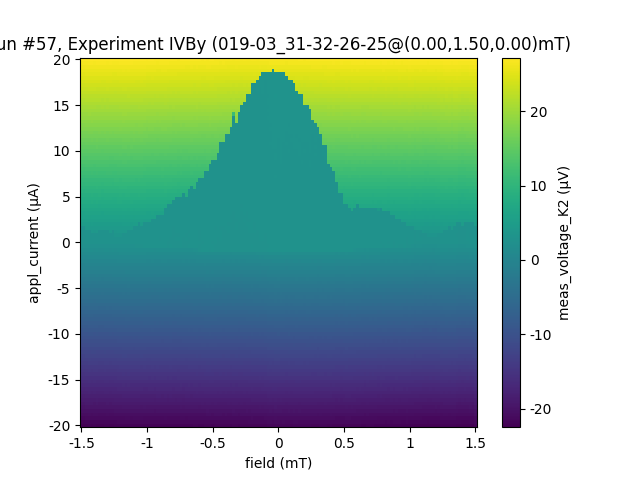 un #57, Experiment IVBy (019-03_31-32-26-25@(0.00,1.50,0.00)mT)
20
15
10
5
0
-5
-10
-15
-20
appl_current (μA)
-1.5 -1 -0.5 0 0.5 1 1.5
field (mT)
20
10
0
-10
-20
meas_voltage_K2 (μV)